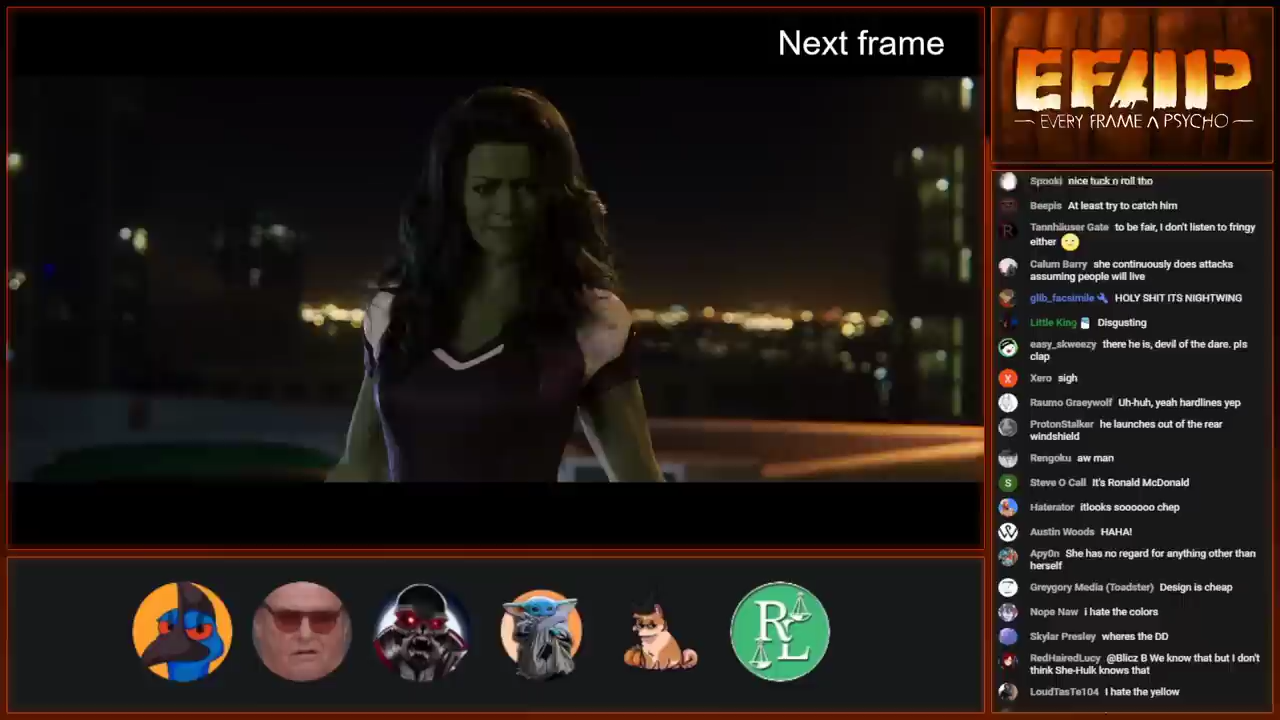 Next frame
EFAP
EVERY FRAME A PSYCHO
Spooki nice tuck n roll tho
Beepis At least try to catch him
Tannhäuser Gate to be fair, I don't listen to fringy
either
Calum Barry she continuously does attacks
assuming people will live
glib_facsimile HOLY SHIT ITS NIGHTWING
Little King Disgusting
easy_skweezy there he is, devil of the dare. pls
clap
X
Xero sigh
Raumo Graeywolf Uh-huh, yeah hardlines yep
ProtonStalker he launches out of the rear
windshield
Rengoku aw man
S
Steve O Call It's Ronald McDonald
Haterator itlooks soooooo chep
Austin Woods HAHA!
Apy0n She has no regard for anything other than
herself
Greygory Media (Toadster) Design is cheap
Nope Naw i hate the colors
Skylar Presley wheres the DD
RedHairedLucy @Blicz B We know that but I don't
think She-Hulk knows that
LoudTasTe104 I hate the yellow
R L